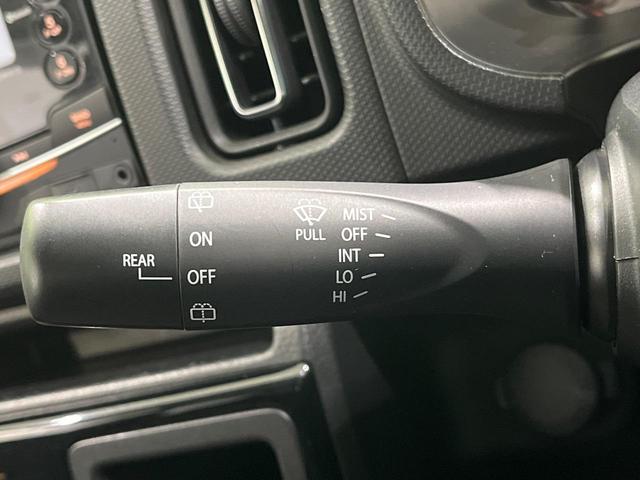 REAR
ON
OFF
PULL
MIST
OFF
INT
LO
HI